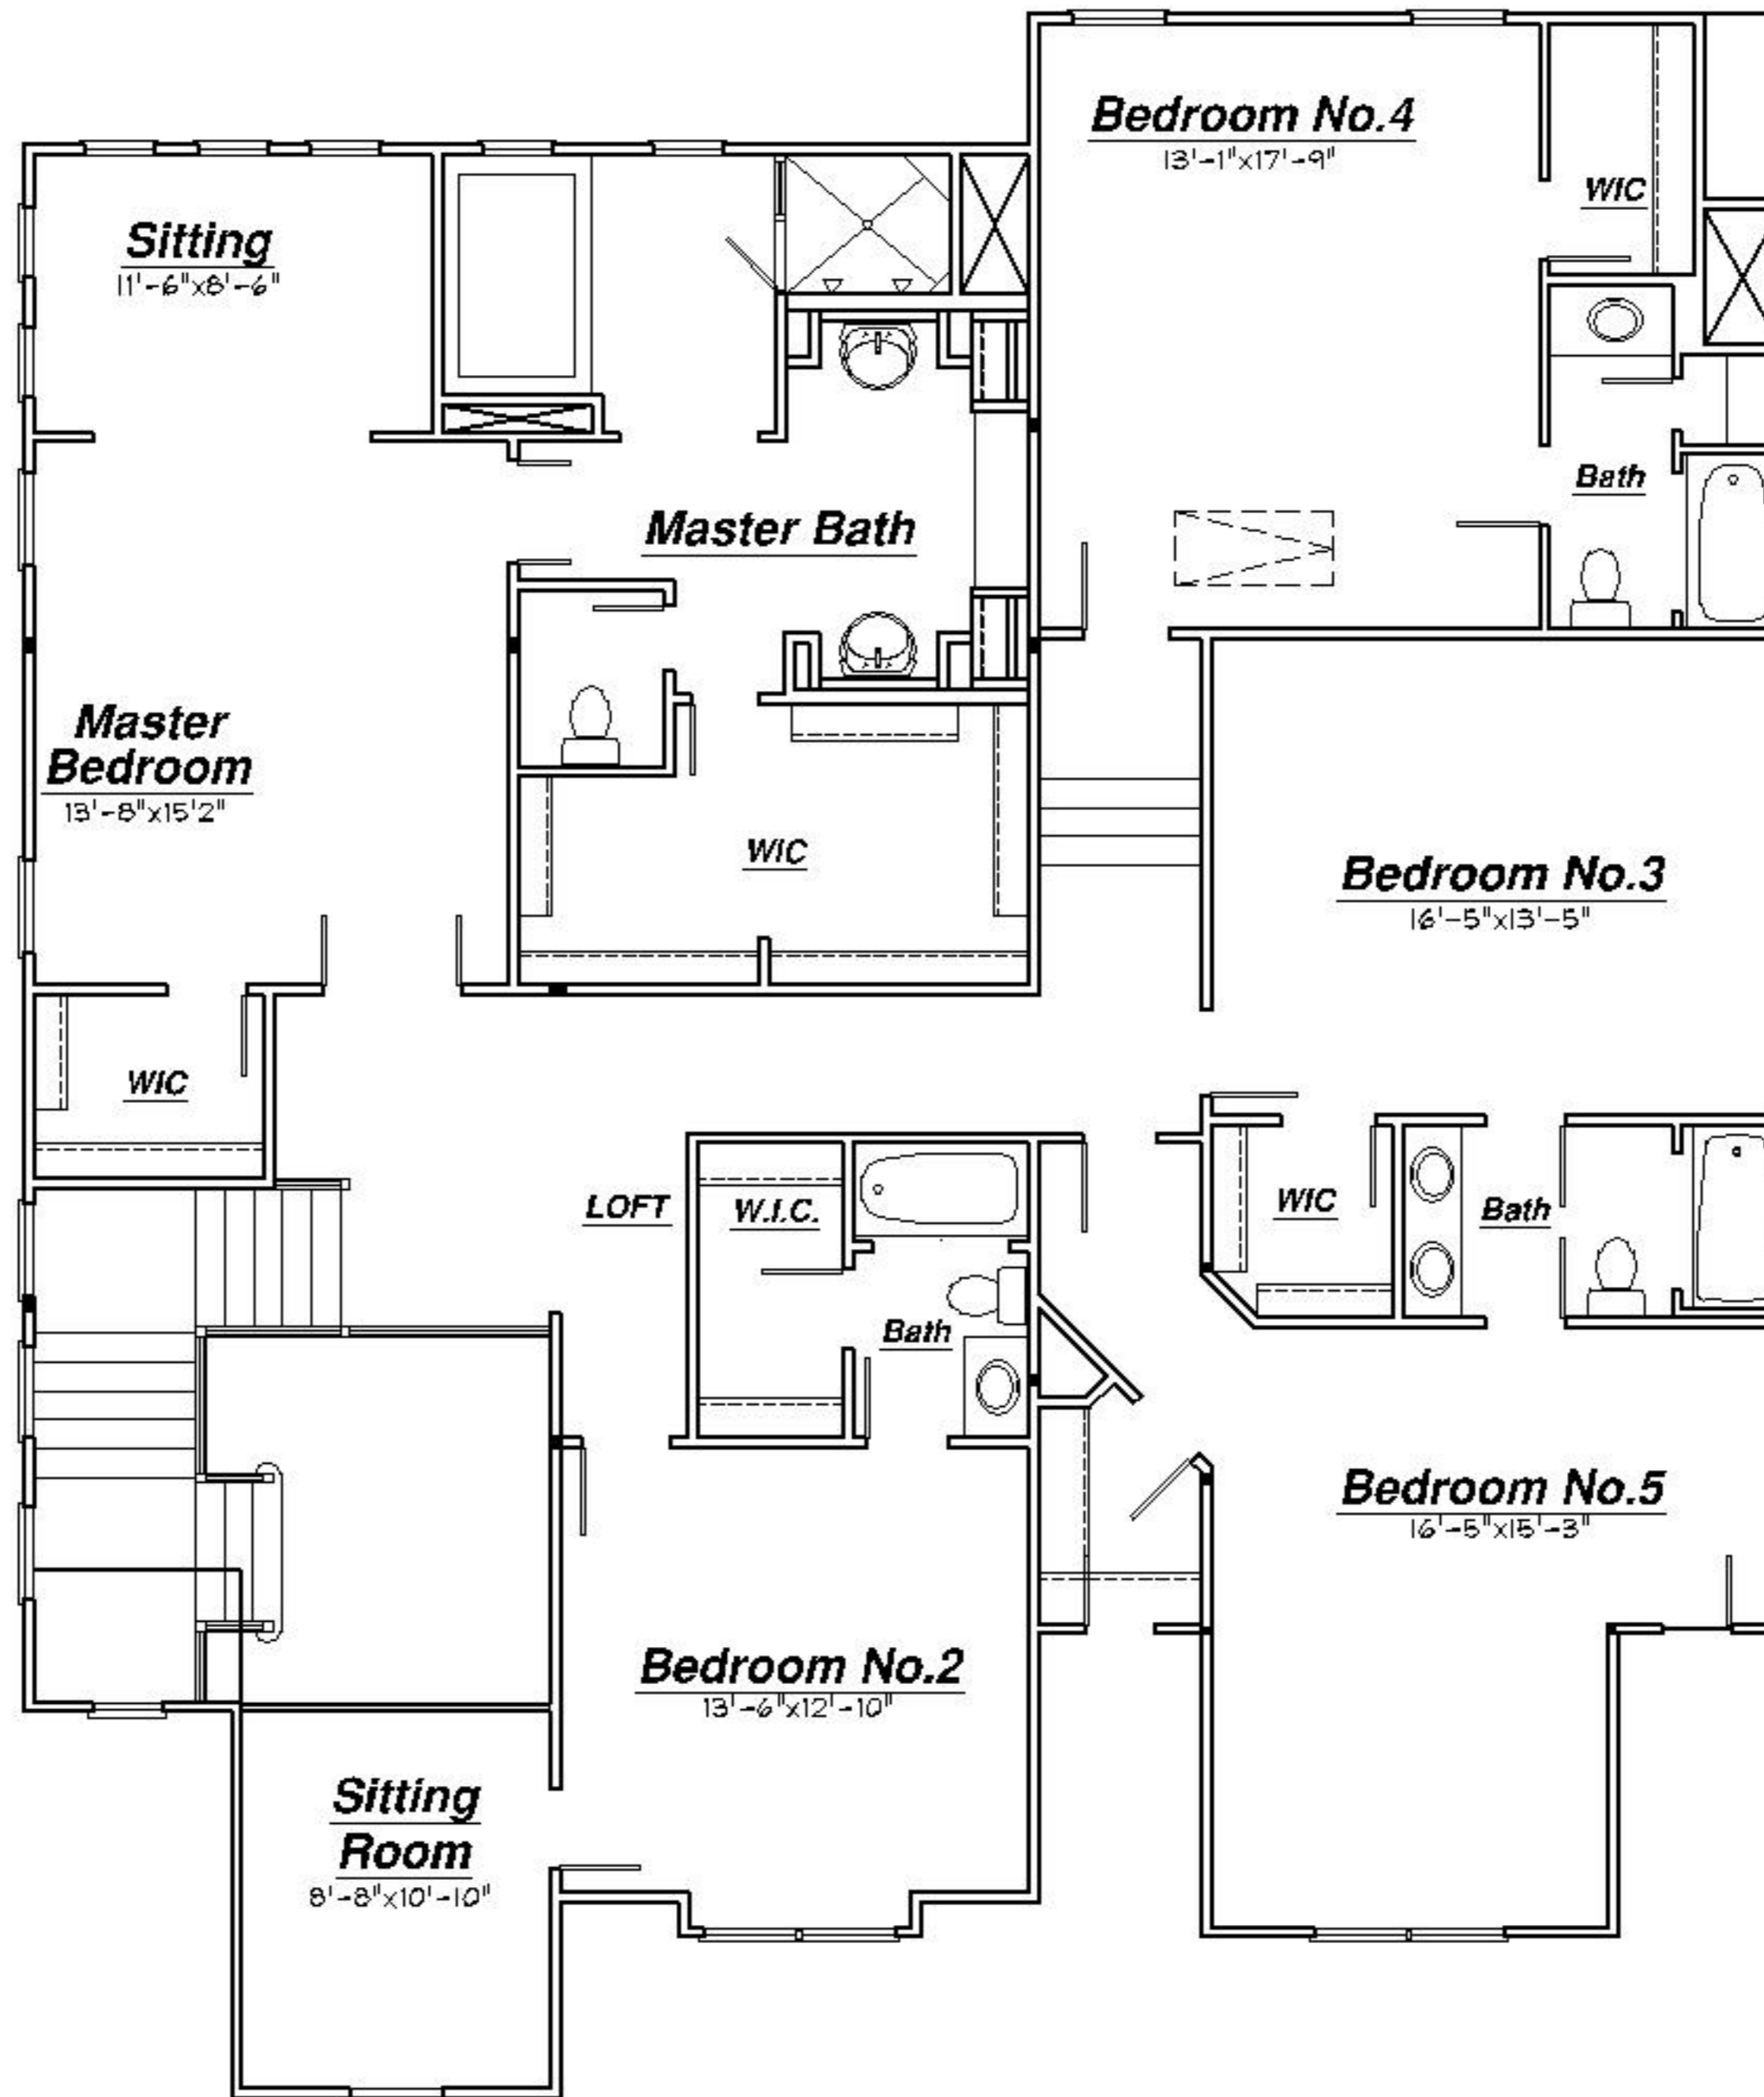 Bedroom No.4
13'-1"x17'-9"
WIC
Sitting
11'-6"x8'-6"
Bath
Master Bath
Master
Bedroom
13'-8"x15'2"
WIC
Bedroom No.3
16'-5"x13'-5"
WIC
LOFT
W.I.C.
WIC
Bath
Bath
Bedroom No.5
16'-5"x15'-3"
Bedroom No.2
13'-6"x12'-10"
Sitting
Room
8'-8"x10'-10"